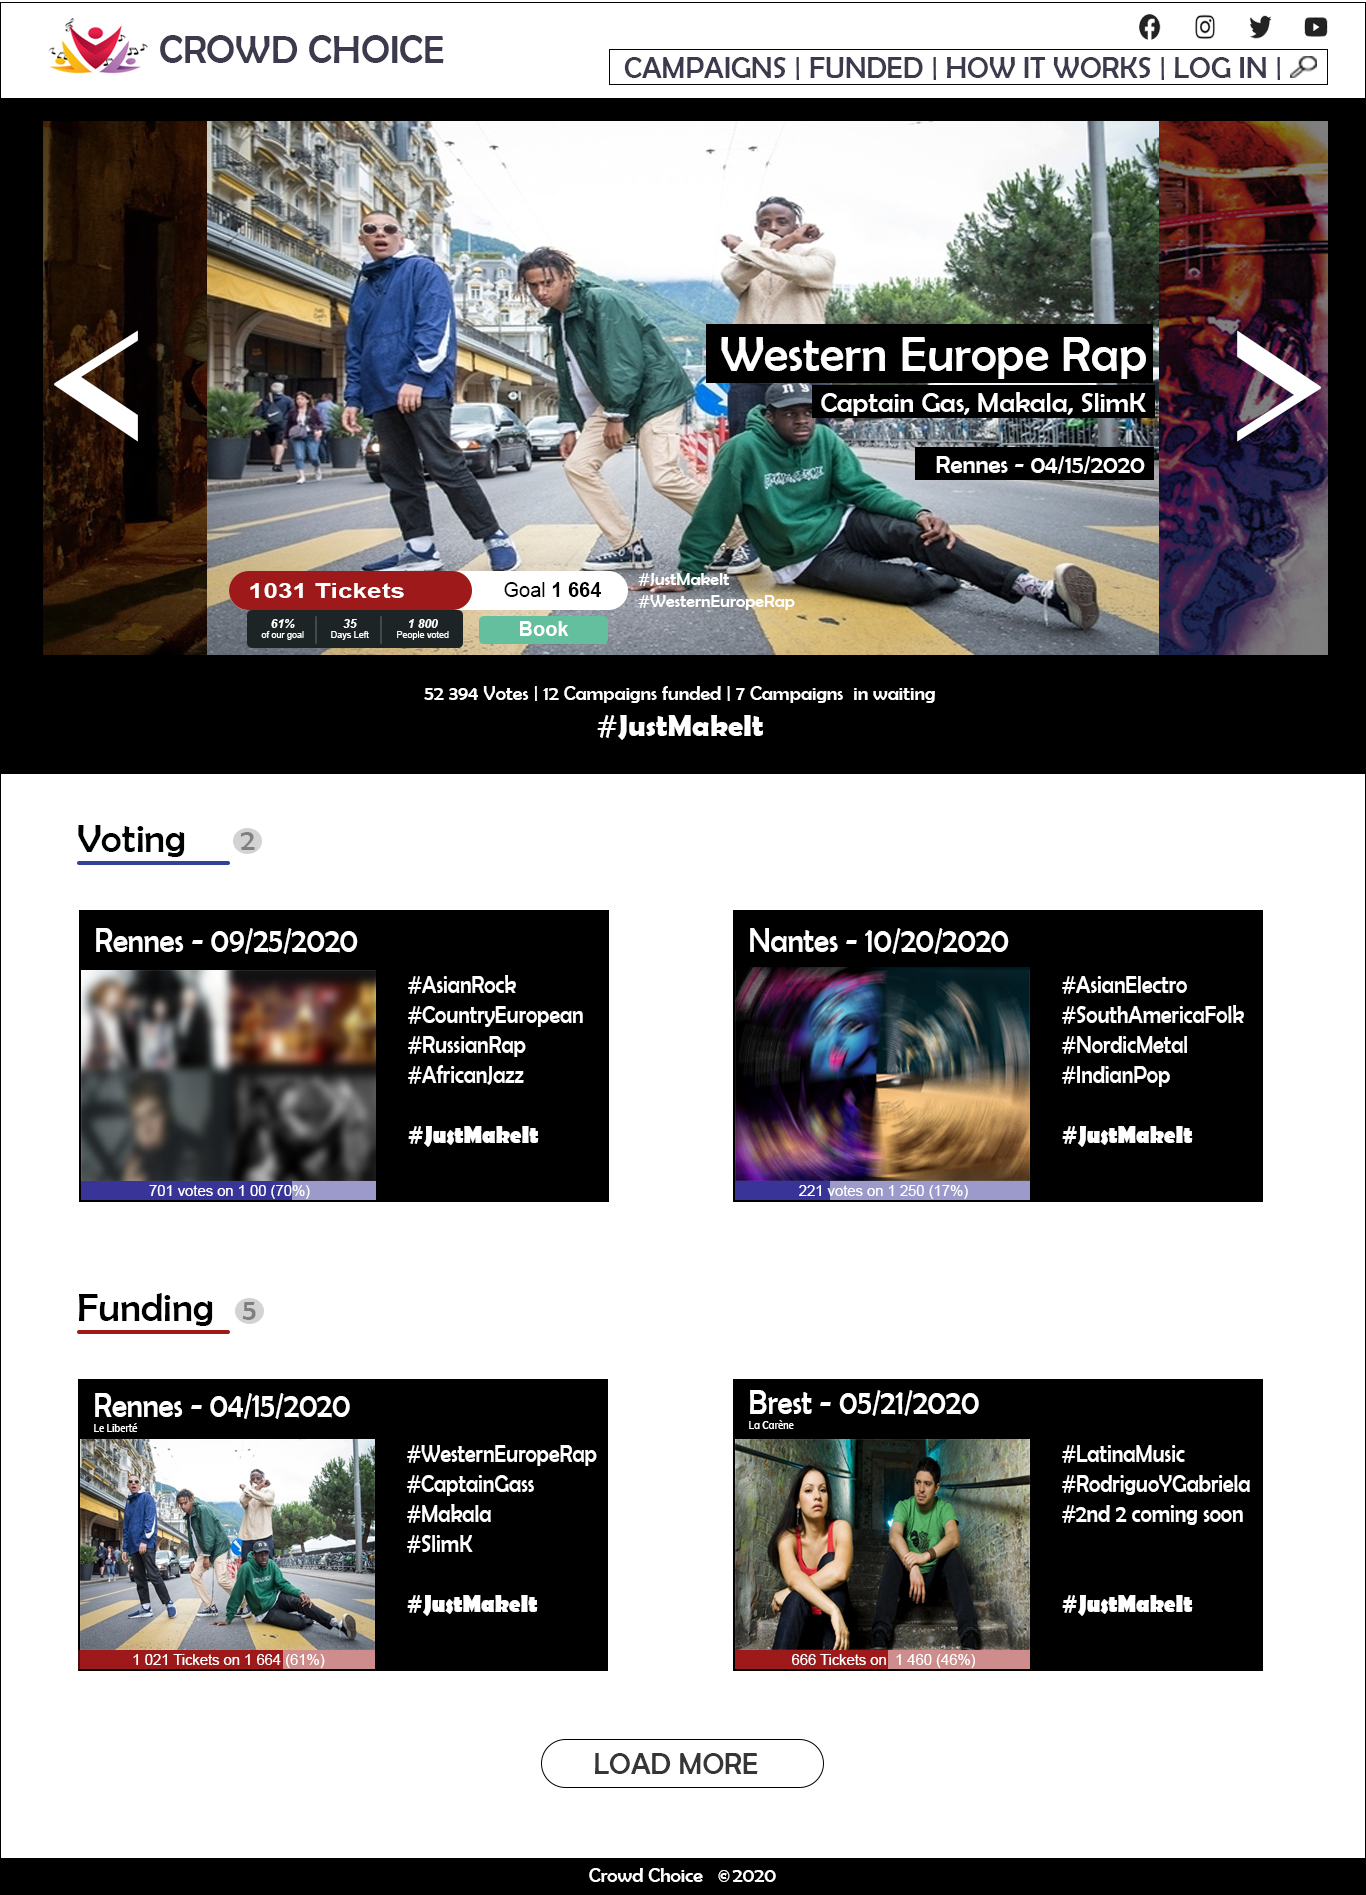 CROWD CHOICE
CAMPAIGNS | FUNDED | HOW IT WORKS | LOG IN |
Western Europe Rap
Captain Gas, Makala, SlimK
Rennes - 04/15/2020
1031 Tickets
Goal 1 664
#JustMakeIt
#WesternEuropeRap
61%
of our goal
35
Days Left
1 800
People voted
Book
52 394 Votes | 12 Campaigns funded | 7 Campaigns in waiting
#JustMakeIt
Voting 2
Rennes - 09/25/2020
#AsianRock
#CountryEuropean
#RussianRap
#AfricanJazz
#JustMakeIt
701 votes on 1 00 (70%)
Nantes - 10/20/2020
#AsianElectro
#SouthAmericaFolk
#NordicMetal
#IndianPop
#JustMakeIt
221 votes on 1 250 (17%)
Funding 5
Rennes - 04/15/2020
Le Liberté
#WesternEuropeRap
#CaptainGass
#Makala
#SlimK
#JustMakeIt
1 021 Tickets on 1 664 (61%)
Brest - 05/21/2020
La Carène
#LatinaMusic
#RodriguoYGabriela
#2nd 2 coming soon
#JustMakeIt
666 Tickets on 1 460 (46%)
LOAD MORE
Crowd Choice © 2020